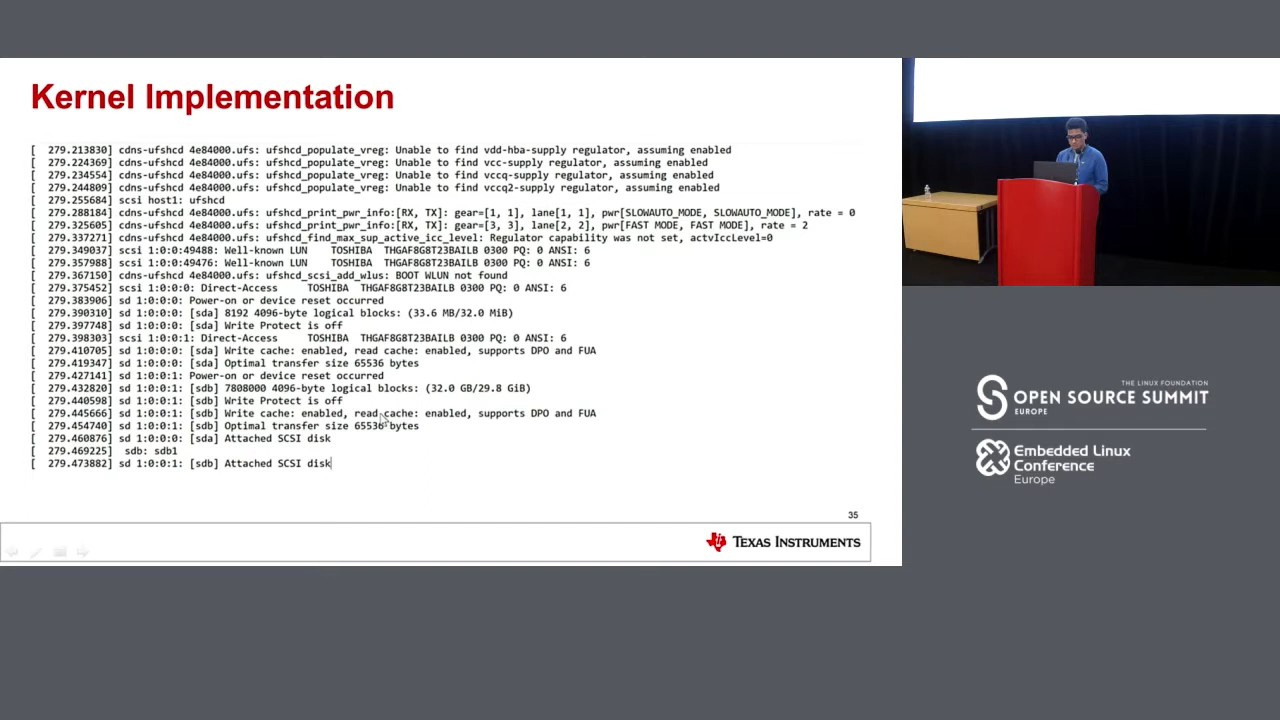 Kernel Implementation
[  279.213830] cdns-ufshcd 4e84000.ufs: ufshcd_populate_vreg: Unable to find vdd-hba-supply regulator, assuming enabled
[  279.224369] cdns-ufshcd 4e84000.ufs: ufshcd_populate_vreg: Unable to find vcc-supply regulator, assuming enabled
[  279.234554] cdns-ufshcd 4e84000.ufs: ufshcd_populate_vreg: Unable to find vccq-supply regulator, assuming enabled
[  279.244809] cdns-ufshcd 4e84000.ufs: ufshcd_populate_vreg: Unable to find vccq2-supply regulator, assuming enabled
[  279.255684] scsi host1: ufshcd
[  279.288184] cdns-ufshcd 4e84000.ufs: ufshcd_print_pwr_info:[RX, TX]: gear=[1, 1], lane[1, 1], pwr[SLOWAUTO_MODE, SLOWAUTO_MODE], rate = 0
[  279.325605] cdns-ufshcd 4e84000.ufs: ufshcd_print_pwr_info:[RX, TX]: gear=[3, 3], lane[2, 2], pwr[FAST MODE, FAST MODE], rate = 2
[  279.337271] cdns-ufshcd 4e84000.ufs: ufshcd_find_max_sup_active_icc_level: Regulator capability was not set, actvIccLevel=0
[  279.349037] scsi 1:0:0:49488: Well-known LUN    TOSHIBA  THGAF8G8T23BAILB 0300 PQ: 0 ANSI: 6
[  279.357988] scsi 1:0:0:49476: Well-known LUN    TOSHIBA  THGAF8G8T23BAILB 0300 PQ: 0 ANSI: 6
[  279.367150] cdns-ufshcd 4e84000.ufs: ufshcd_scsi_add_wlus: BOOT WLUN not found
[  279.375452] scsi 1:0:0:0: Direct-Access     TOSHIBA  THGAF8G8T23BAILB 0300 PQ: 0 ANSI: 6
[  279.383906] sd 1:0:0:0: Power-on or device reset occurred
[  279.390310] sd 1:0:0:0: [sda] 8192 4096-byte logical blocks: (33.6 MB/32.0 MiB)
[  279.397748] sd 1:0:0:0: [sda] Write Protect is off
[  279.398303] scsi 1:0:0:1: Direct-Access     TOSHIBA  THGAF8G8T23BAILB 0300 PQ: 0 ANSI: 6
[  279.410705] sd 1:0:0:0: [sda] Write cache: enabled, read cache: enabled, supports DPO and FUA
[  279.419347] sd 1:0:0:0: [sda] Optimal transfer size 65536 bytes
[  279.427141] sd 1:0:0:1: Power-on or device reset occurred
[  279.432820] sd 1:0:0:1: [sdb] 7808000 4096-byte logical blocks: (32.0 GB/29.8 GiB)
[  279.440598] sd 1:0:0:1: [sdb] Write Protect is off
[  279.445666] sd 1:0:0:1: [sdb] Write cache: enabled, read cache: enabled, supports DPO and FUA
[  279.454740] sd 1:0:0:1: [sdb] Optimal transfer size 65536 bytes
[  279.460876] sd 1:0:0:0: [sda] Attached SCSI disk
[  279.469225]  sdb: sdb1
[  279.473882] sd 1:0:0:1: [sdb] Attached SCSI disk
35
TEXAS INSTRUMENTS
THE LINUX FOUNDATION
OPEN SOURCE SUMMIT
EUROPE
Embedded Linux
Conference
Europe